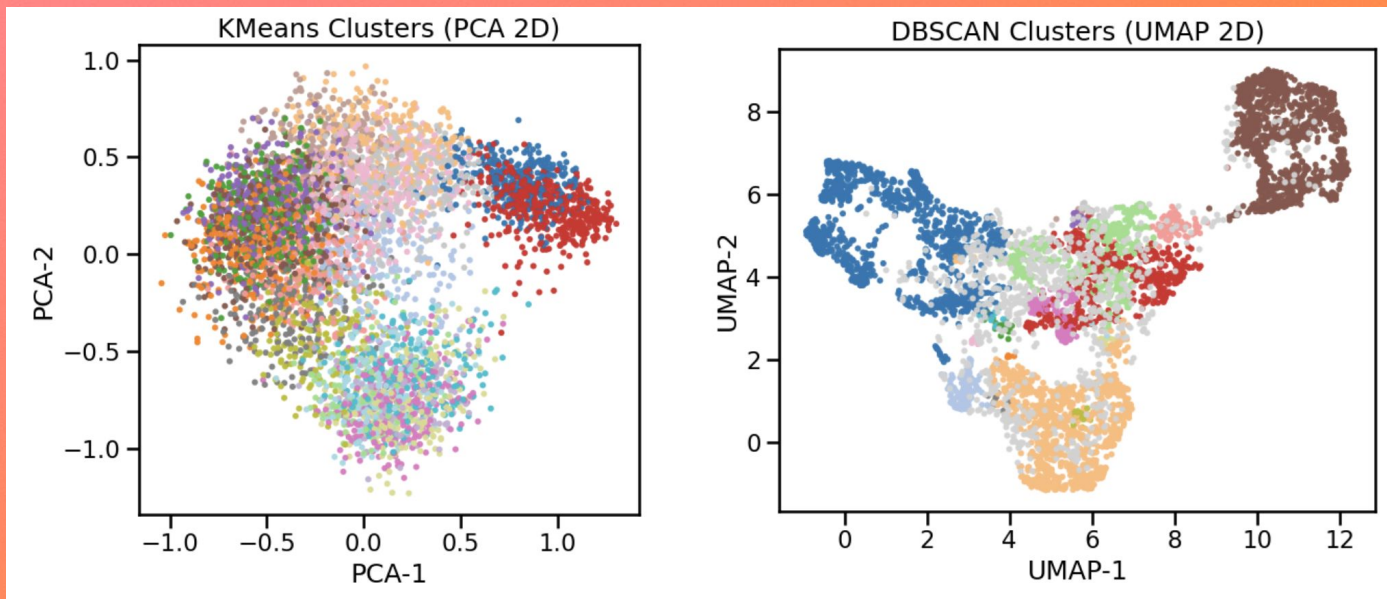 KMeans Clusters (PCA 2D)
1.0
0.5
0.0
−0.5
−1.0
PCA-2
−1.0 −0.5 0.0 0.5 1.0
PCA-1
DBSCAN Clusters (UMAP 2D)
8
6
4
2
0
UMAP-2
0 2 4 6 8 10 12
UMAP-1